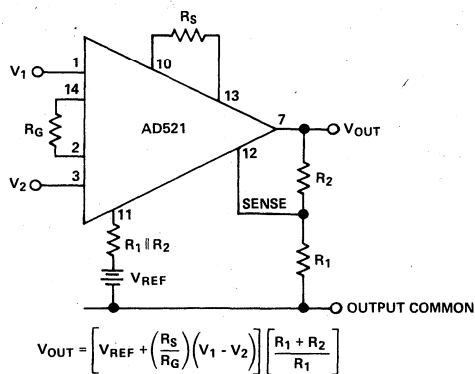 RS
10
13
V1
1
14
RG
AD521
2
V2
3
7
VOUT
12
SENSE
R2
11
R1 ∥ R2
VREF
R1
OUTPUT COMMON
VOUT = [VREF + (RS/RG)(V1 - V2)] [R1 + R2/R1]